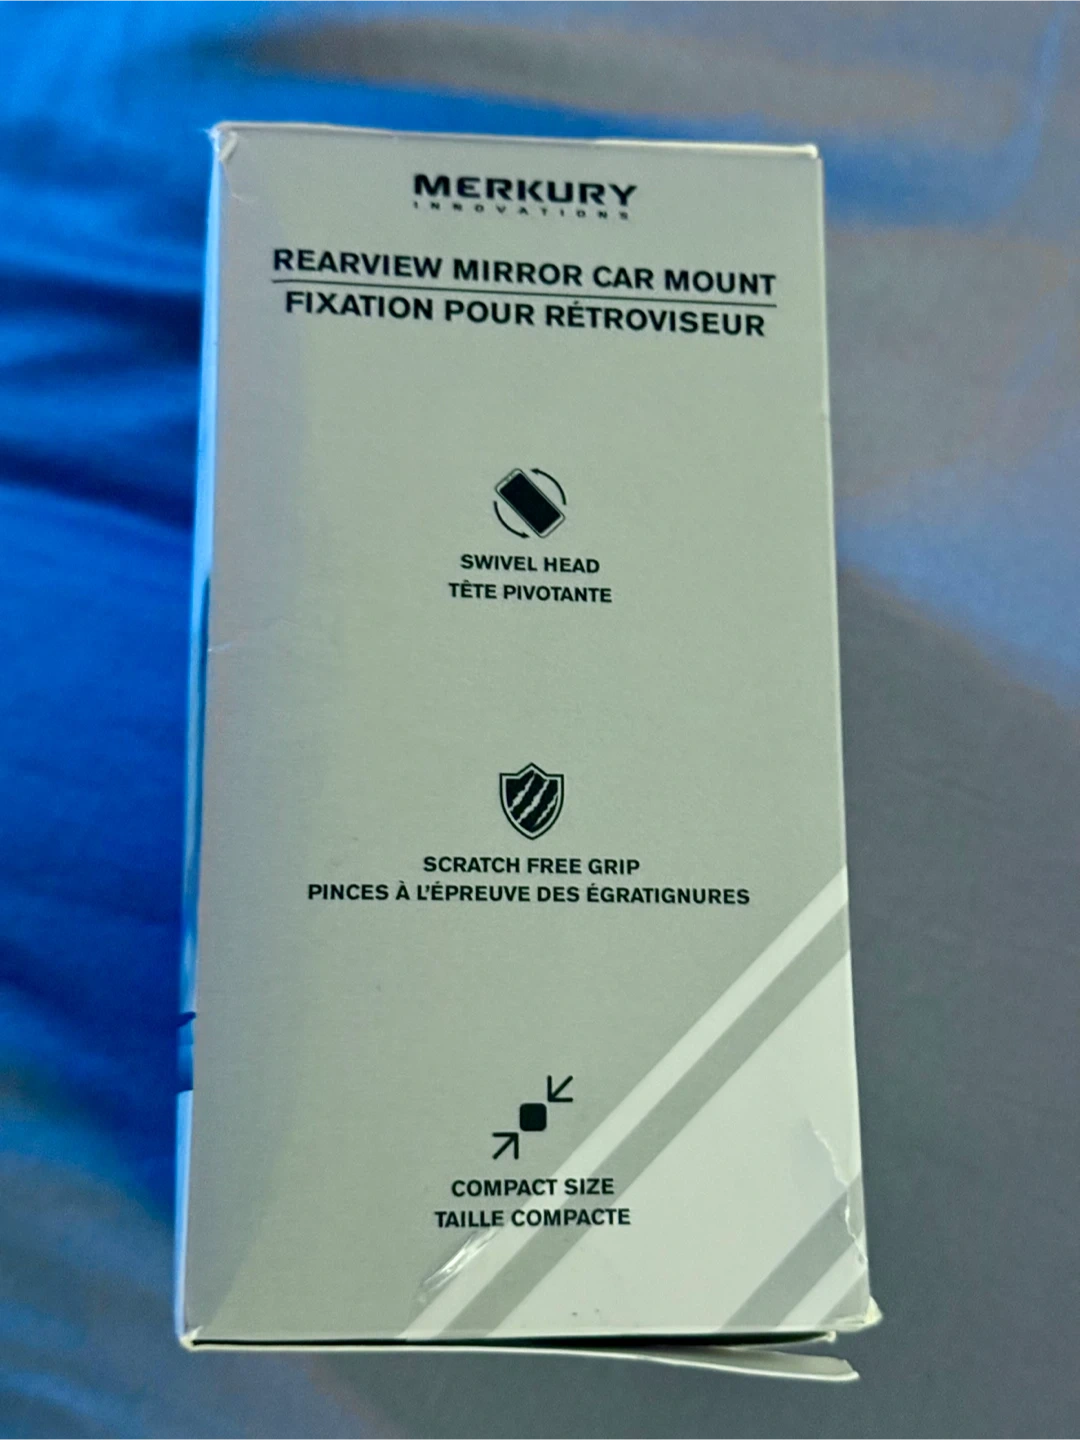 MERKURY
INNOVATIONS
REARVIEW MIRROR CAR MOUNT
FIXATION POUR RÉTROVISEUR
SWIVEL HEAD
TÊTE PIVOTANTE
SCRATCH FREE GRIP
PINCES À L'ÉPREUVE DES ÉGRATIGNURES
COMPACT SIZE
TAILLE COMPACTE